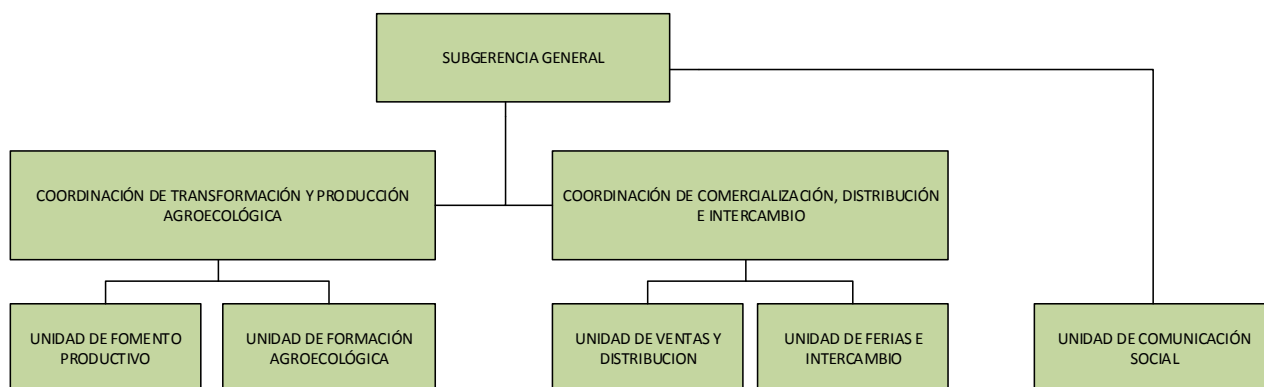 SUBGERENCIA GENERAL
COORDINACIÓN DE TRANSFORMACIÓN Y PRODUCCIÓN
AGROECOLÓGICA
COORDINACIÓN DE COMERCIALIZACIÓN, DISTRIBUCIÓN
E INTERCAMBIO
UNIDAD DE FOMENTO
PRODUCTIVO
UNIDAD DE FORMACIÓN
AGROECOLÓGICA
UNIDAD DE VENTAS Y
DISTRIBUCION
UNIDAD DE FERIAS E
INTERCAMBIO
UNIDAD DE COMUNICACIÓN
SOCIAL